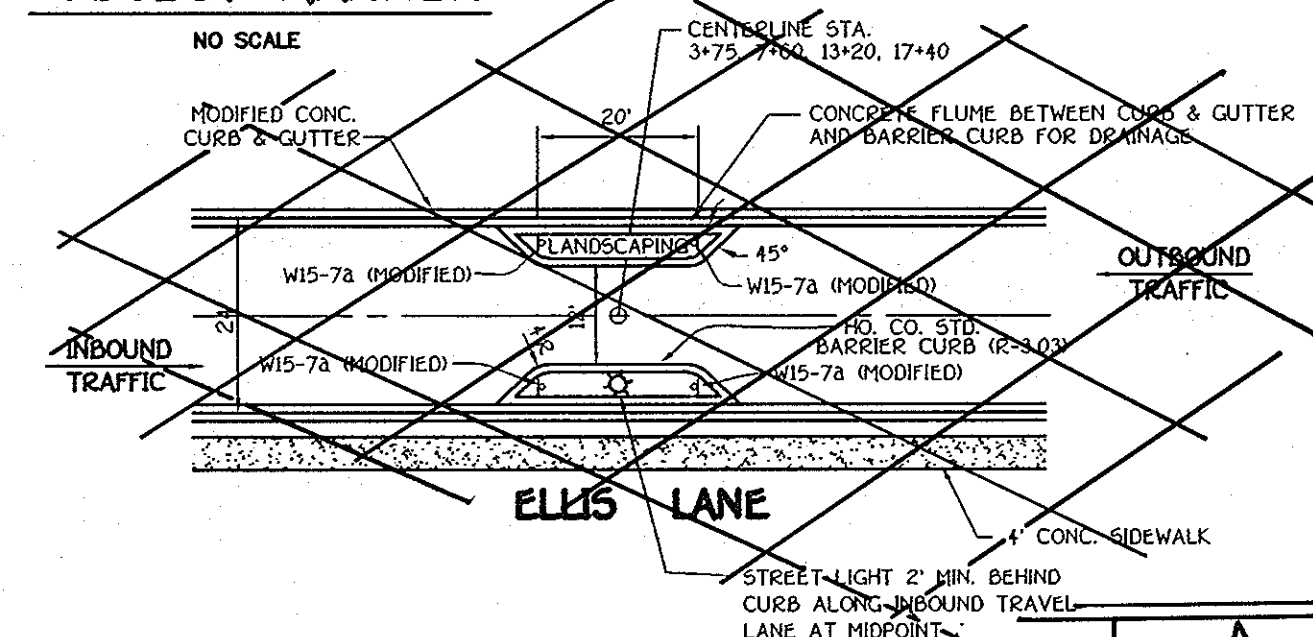 NO SCALE
CENTERLINE STA.
3+75, 7+60, 13+20, 17+40
MODIFIED CONC.
CURB & GUTTER
20'
CONCRETE FLUME BETWEEN CURB & GUTTER
AND BARRIER CURB FOR DRAINAGE
LANDSCAPING
45°
W15-7a (MODIFIED)
W15-7a (MODIFIED)
OUTBOUND
TRAFFIC
24'
12'
HO. CO. STD.
BARRIER CURB (R-3.03)
INBOUND
TRAFFIC
W15-7a (MODIFIED)
W15-7a (MODIFIED)
ELLIS LANE
4' CONC. SIDEWALK
STREET LIGHT 2' MIN. BEHIND
CURB ALONG INBOUND TRAVEL
LANE AT MIDPOINT